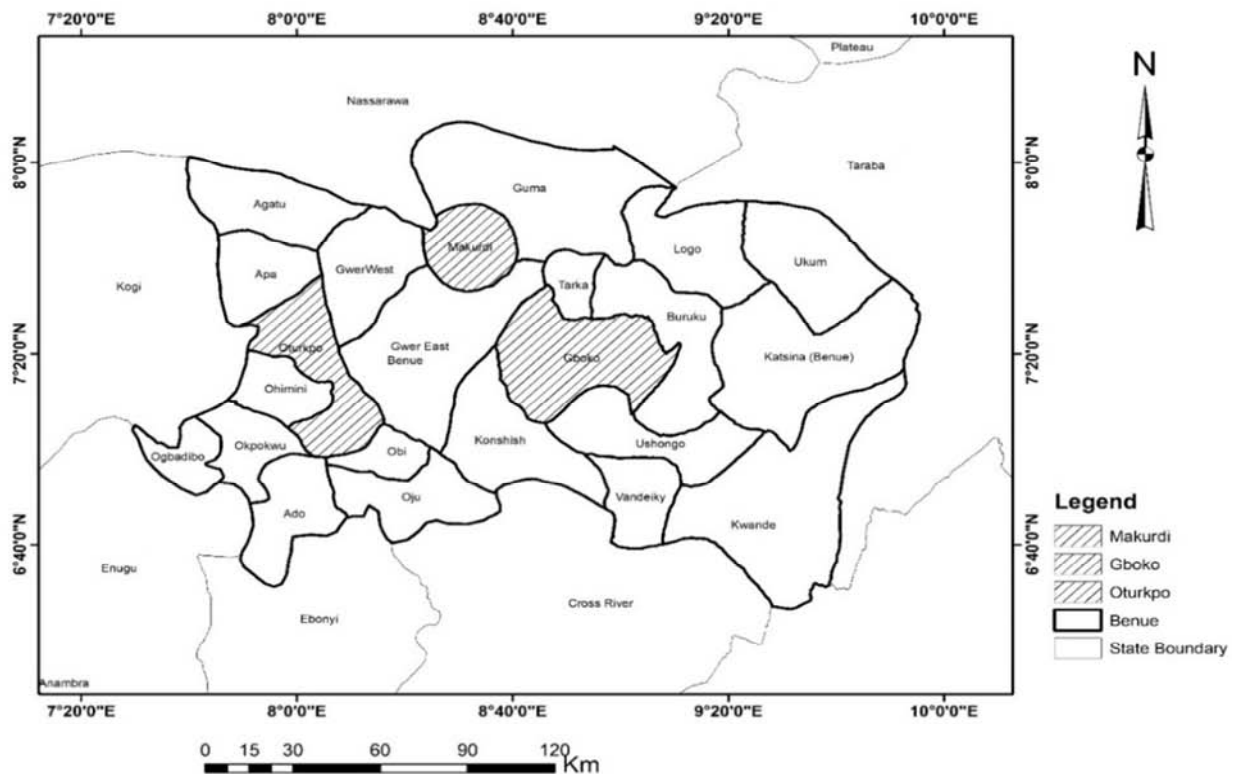 7°20'0"E 8°0'0"E 8°40'0"E 9°20'0"E 10°0'0"E
Plateau
N
Nassarawa
8°0'0"N
8°0'0"N
Taraba
Guma
Agatu
Makurdi
Logo
Ukum
Apa
GwerWest
Tarka
Kogi
Buruku
Oturkpo
7°20'0"N
Gwer East
Benue
Gboko
Katsina (Benue)
7°20'0"N
Ohimini
Okpokwu
Obi
Konshish
Ushongo
Ogbadibo
Oju
Vandeiky
Ado
Kwande
6°40'0"N
6°40'0"N
Enugu
Cross River
Ebonyi
Anambra
Legend
Makurdi
Gboko
Oturkpo
Benue
State Boundary
7°20'0"E 8°0'0"E 8°40'0"E 9°20'0"E 10°0'0"E
0 15 30 60 90 120
Km